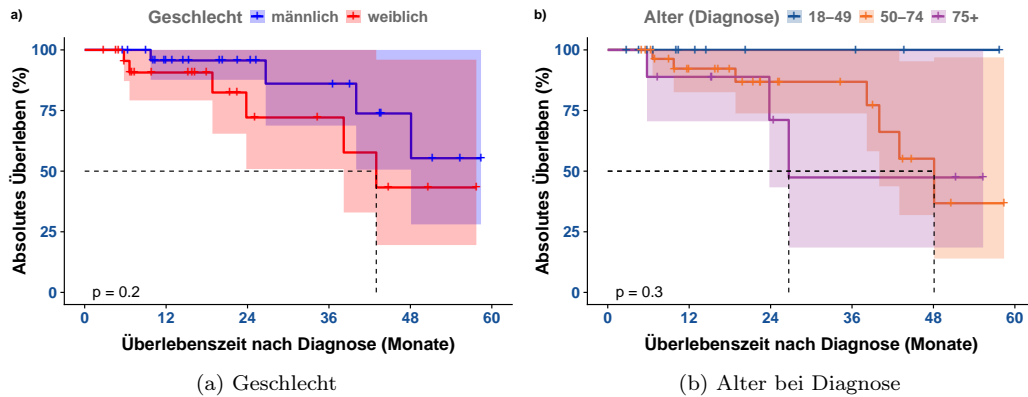 a)
Geschlecht männlich weiblich
Absolutes Überleben (%)
100
75
50
25
0
p = 0.2
0 12 24 36 48 60
Überlebenszeit nach Diagnose (Monate)
(a) Geschlecht
b)
Alter (Diagnose) 18–49 50–74 75+
Absolutes Überleben (%)
100
75
50
25
0
p = 0.3
0 12 24 36 48 60
Überlebenszeit nach Diagnose (Monate)
(b) Alter bei Diagnose